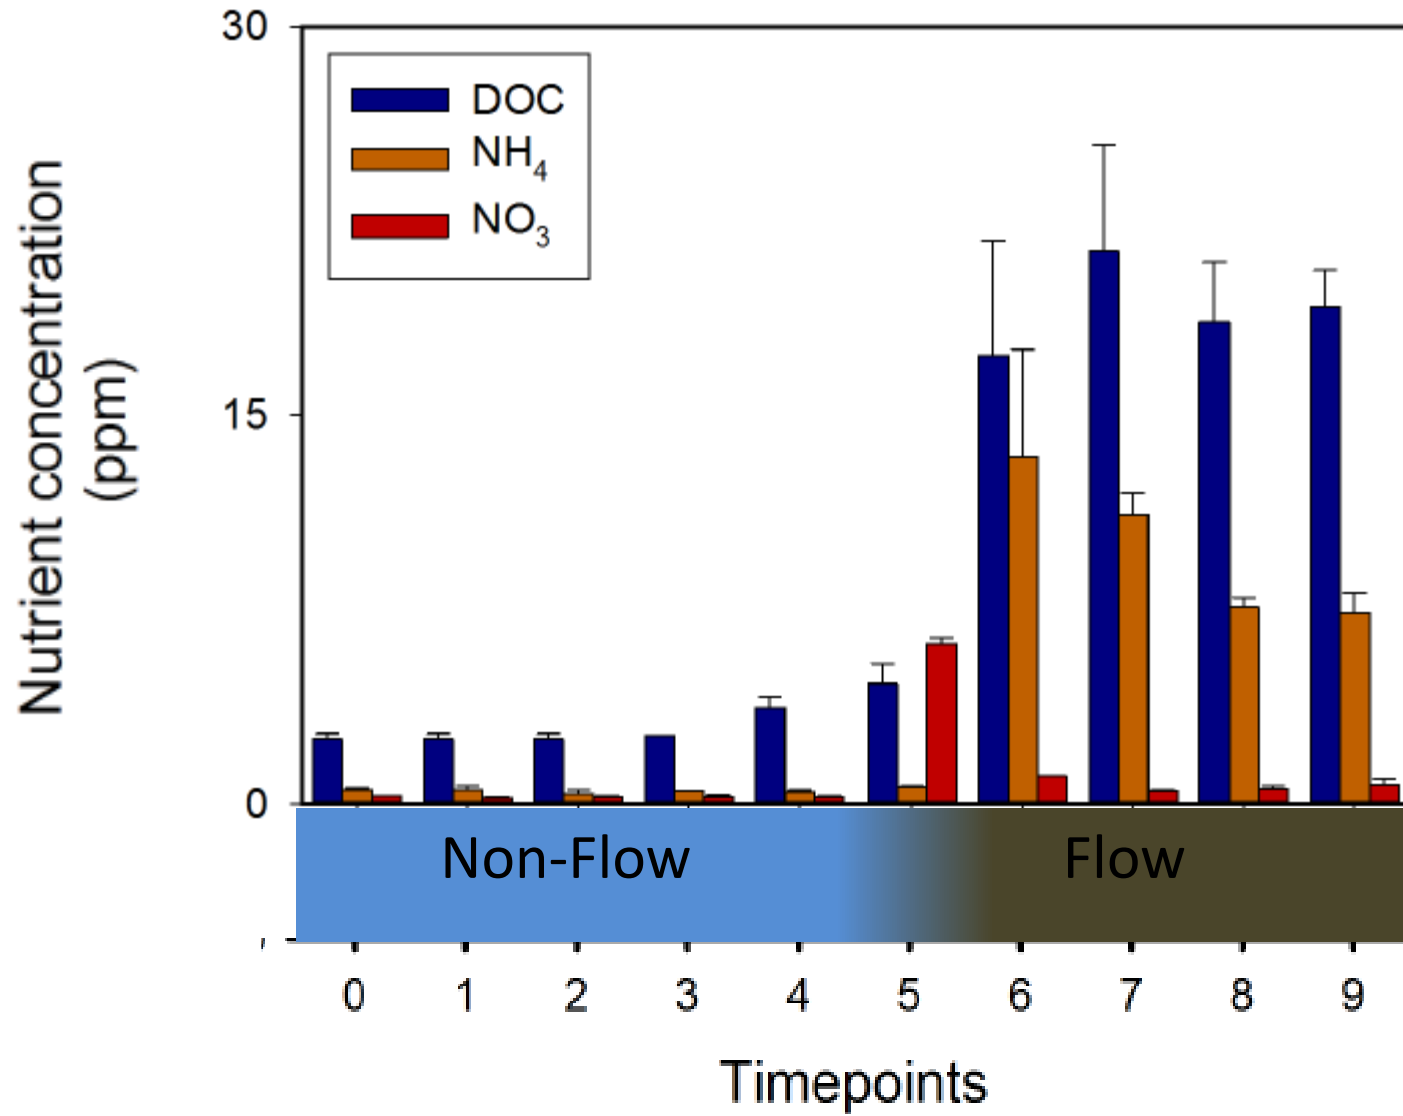 30
DOC
NH4
NO3
Nutrient concentration
(ppm)
15
0
Non-Flow Flow
0 1 2 3 4 5 6 7 8 9
Timepoints